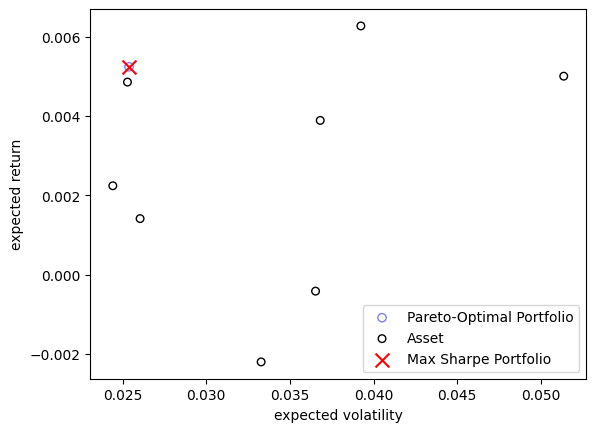 0.006
0.004
0.002
0.000
−0.002
expected return
0.025
0.030
0.035
0.040
0.045
0.050
expected volatility
Pareto-Optimal Portfolio
Asset
Max Sharpe Portfolio